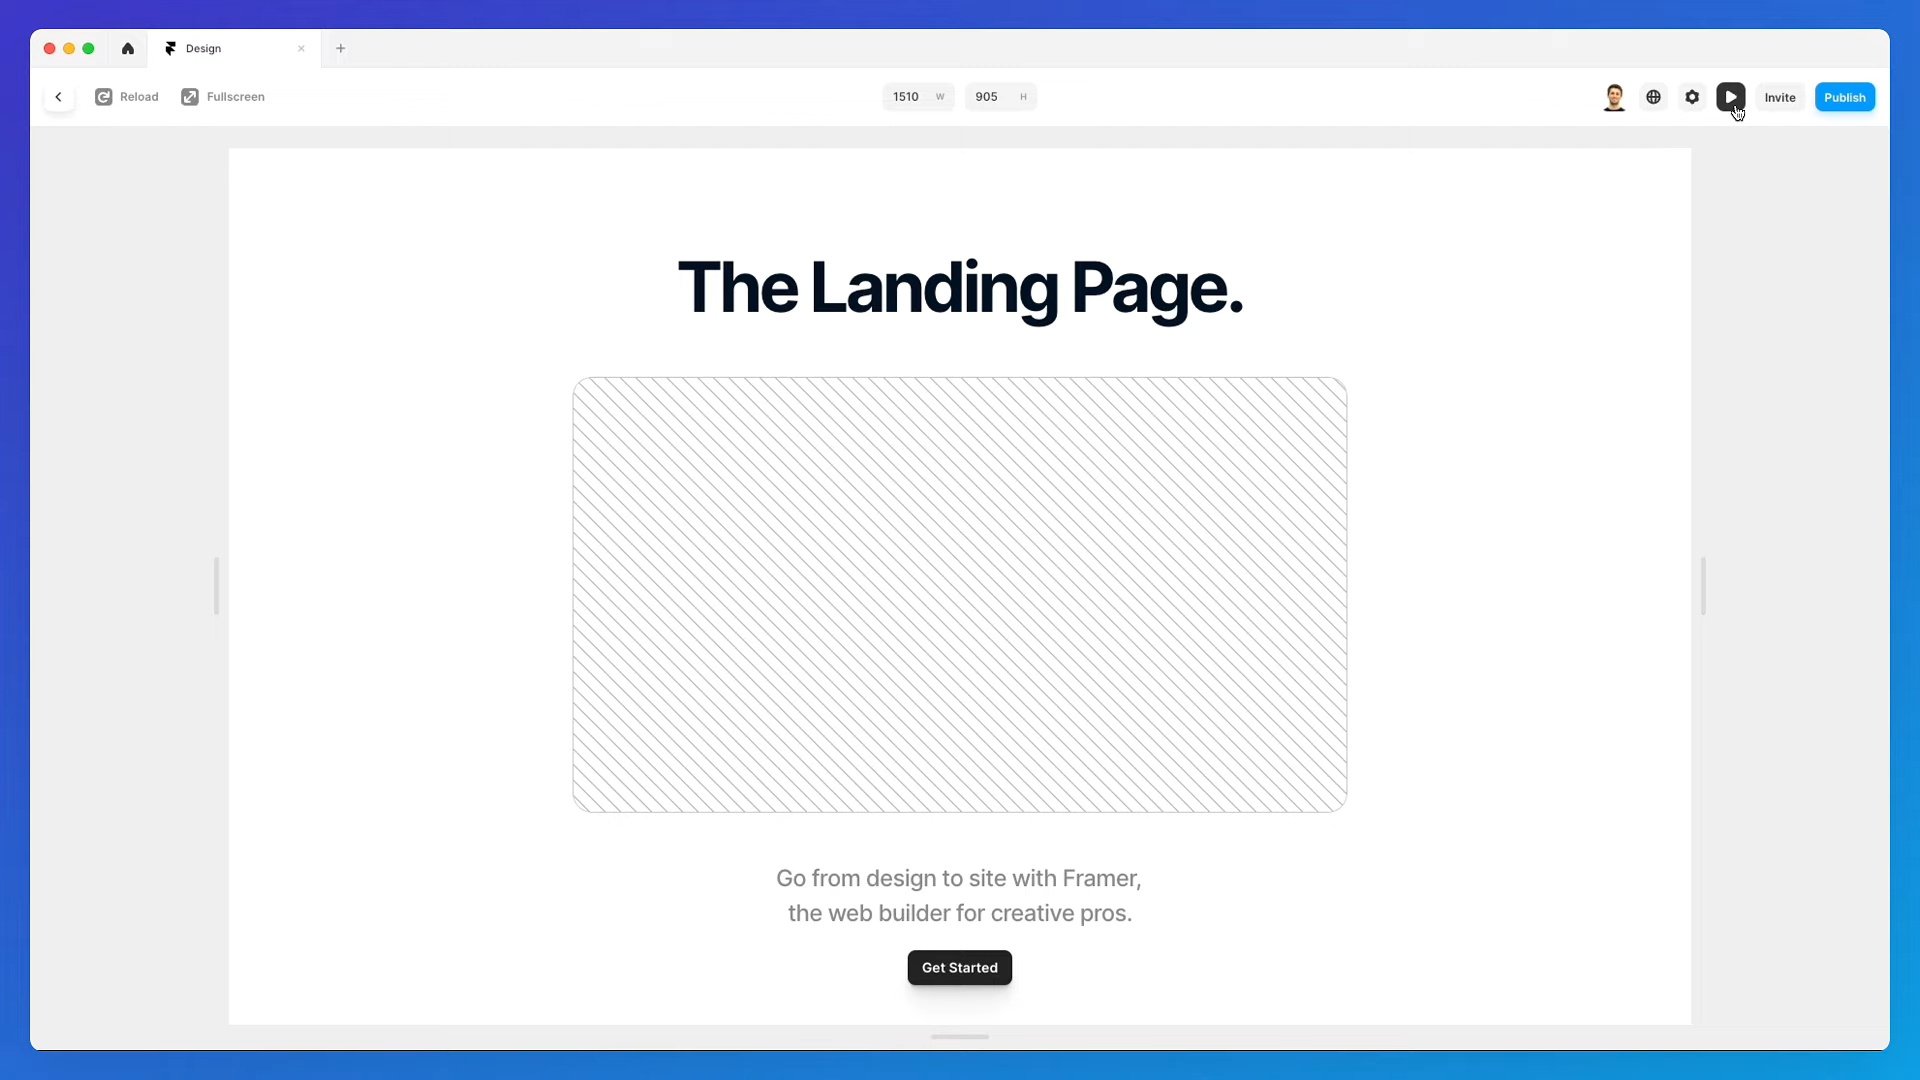 Design
Reload
Fullscreen
1510 W
905 H
Invite
Publish
The Landing Page.
Go from design to site with Framer,
the web builder for creative pros.
Get Started